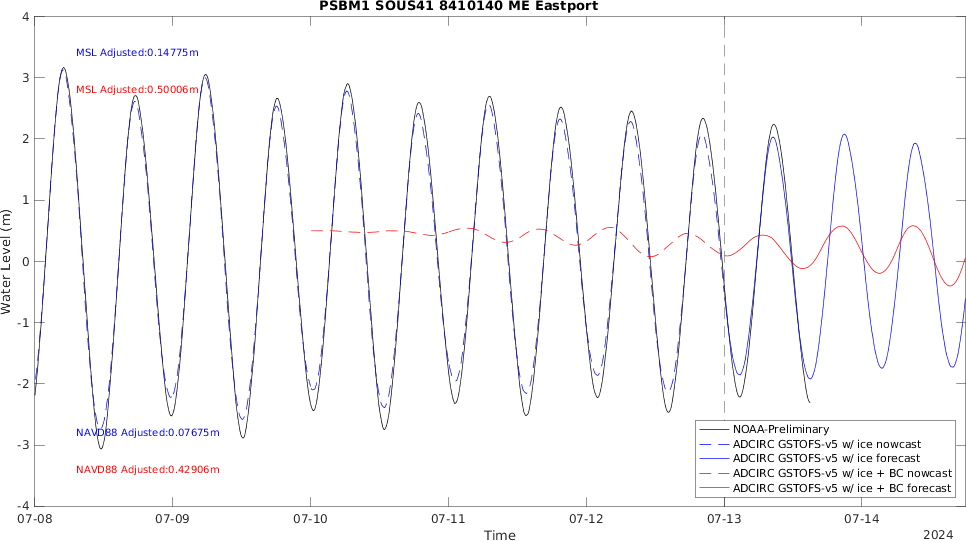 PSBM1 SOUS41 8410140 ME Eastport
MSL Adjusted:0.14775m
MSL Adjusted:0.50006m
NAVD88 Adjusted:0.07675m
NAVD88 Adjusted:0.42906m
4
3
2
1
0
-1
-2
-3
-4
Water Level (m)
07-08
07-09
07-10
07-11
07-12
07-13
07-14
Time
2024
NOAA-Preliminary
ADCIRC GSTOFS-v5 w/ ice nowcast
ADCIRC GSTOFS-v5 w/ ice forecast
ADCIRC GSTOFS-v5 w/ ice + BC nowcast
ADCIRC GSTOFS-v5 w/ ice + BC forecast